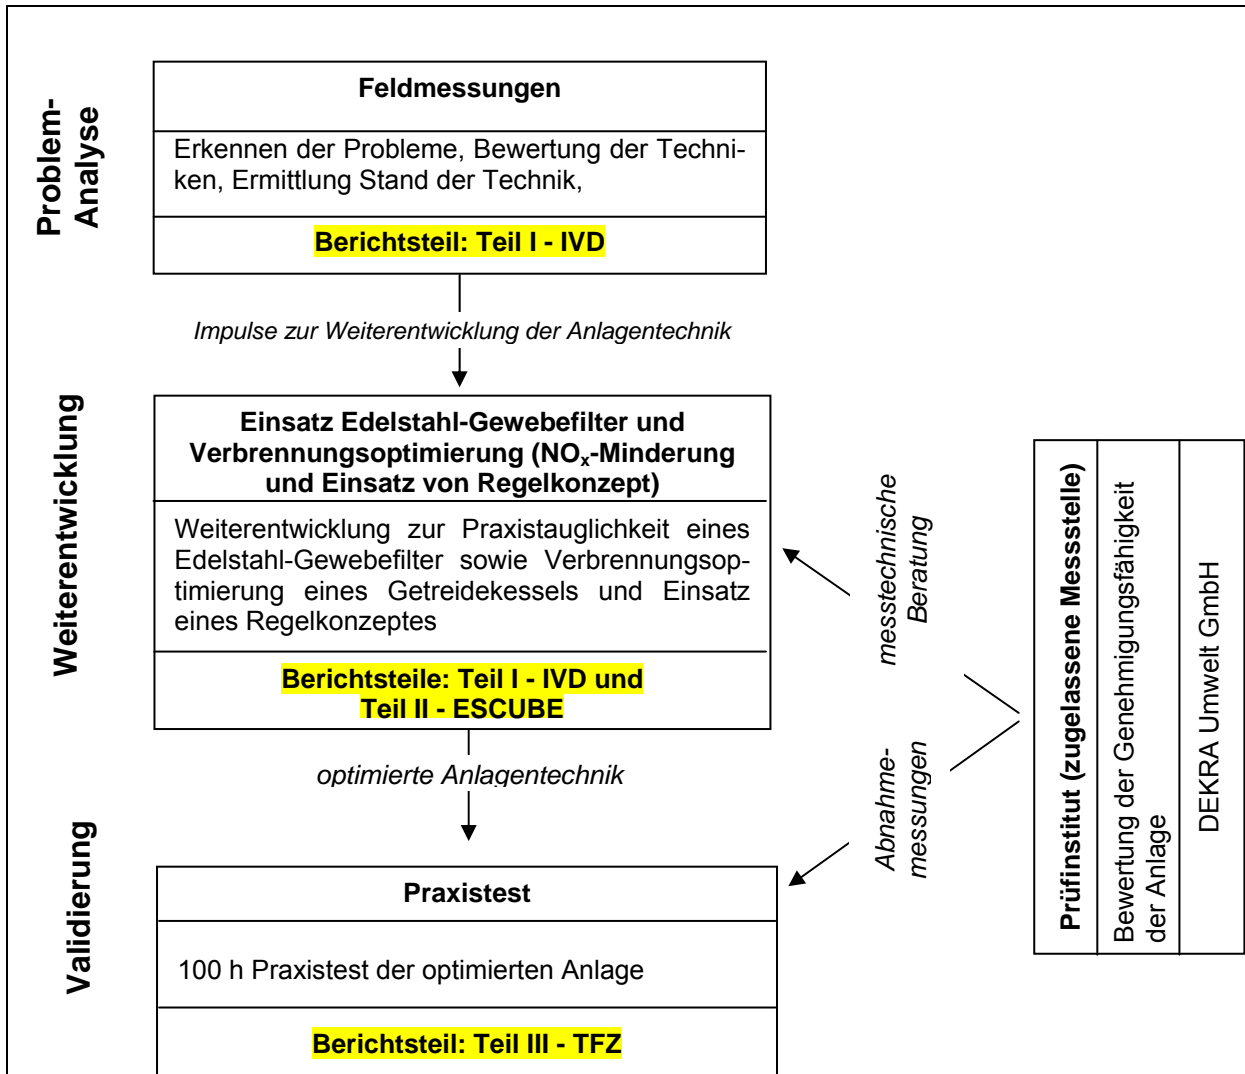 Problem-
Analyse
Feldmessungen
Erkennen der Probleme, Bewertung der Techni-
ken, Ermittlung Stand der Technik,
Berichtsteil: Teil I - IVD
Impulse zur Weiterentwicklung der Anlagentechnik
Weiterentwicklung
Einsatz Edelstahl-Gewebefilter und
Verbrennungsoptimierung (NOx-Minderung
und Einsatz von Regelkonzept)
Weiterentwicklung zur Praxistauglichkeit eines
Edelstahl-Gewebefilter sowie Verbrennungsop-
timierung eines Getreidekessels und Einsatz
eines Regelkonzeptes
Berichtsteile: Teil I - IVD und
Teil II - ESCUBE
optimierte Anlagentechnik
Validierung
Praxistest
100 h Praxistest der optimierten Anlage
Berichtsteil: Teil III - TFZ
messtechnische
Beratung
Abnahme-
messungen
Prüfinstitut (zugelassene Messstelle)
Bewertung der Genehmigungsfähigkeit
der Anlage
DEKRA Umwelt GmbH